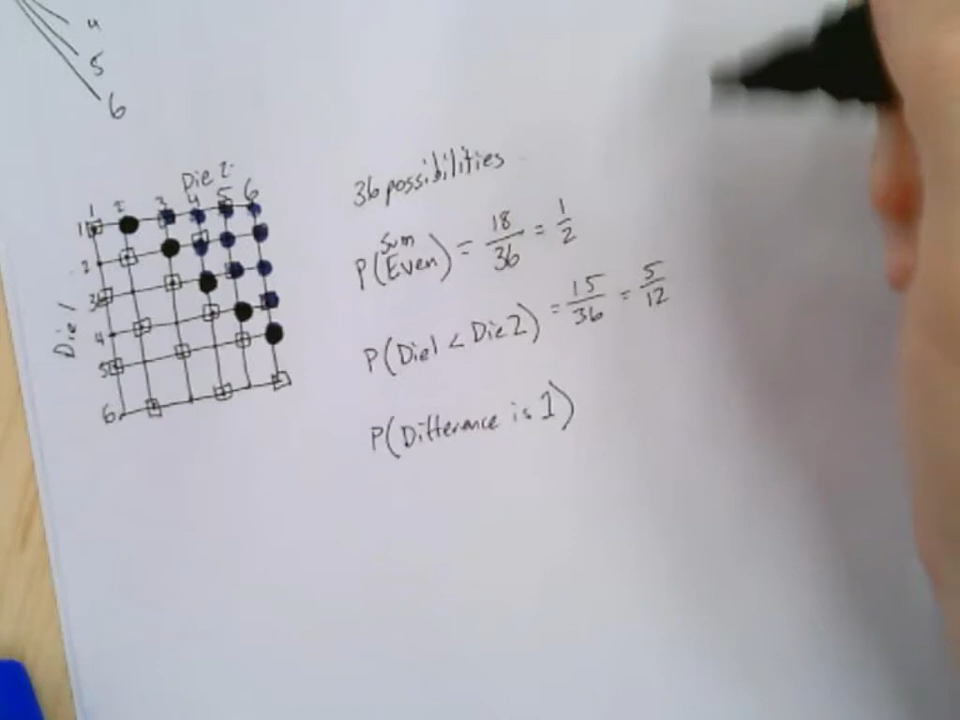 4
5
6
Die 2
1 2 3 4 5 6
1
2
3
4
5
6
Die 1
36 possibilities
P(Sum Even) = 18/36 = 1/2
P(Die1 < Die2) = 15/36 = 5/12
P(Difference is 1)